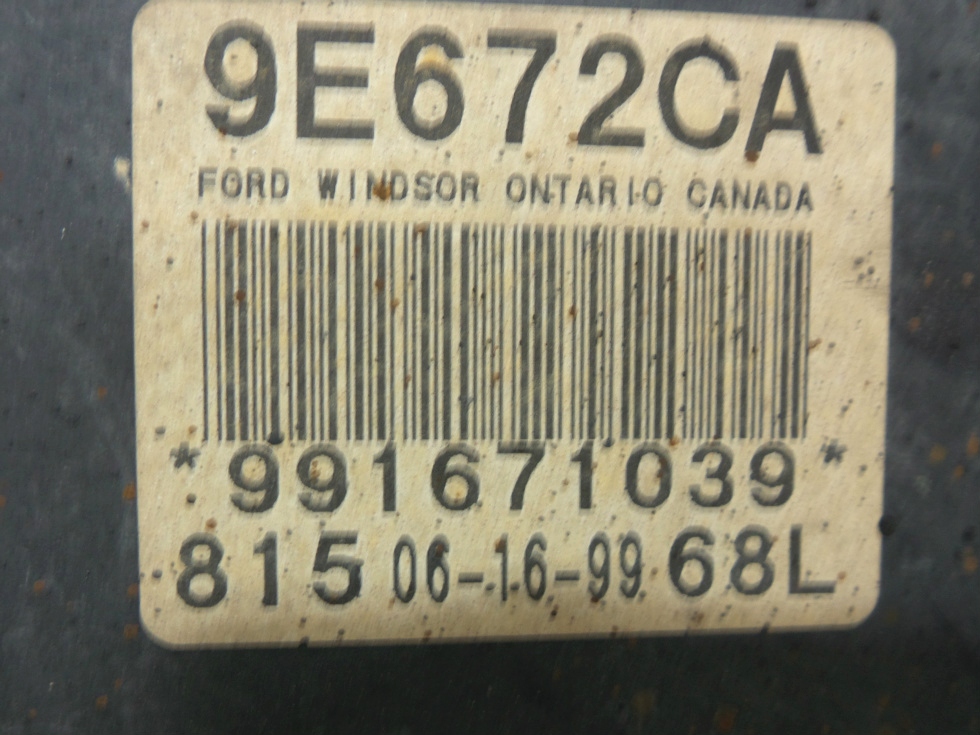 9E672CA
FORD WINDSOR ONTARIO CANADA
*991671039*
815 06-16-99 68L